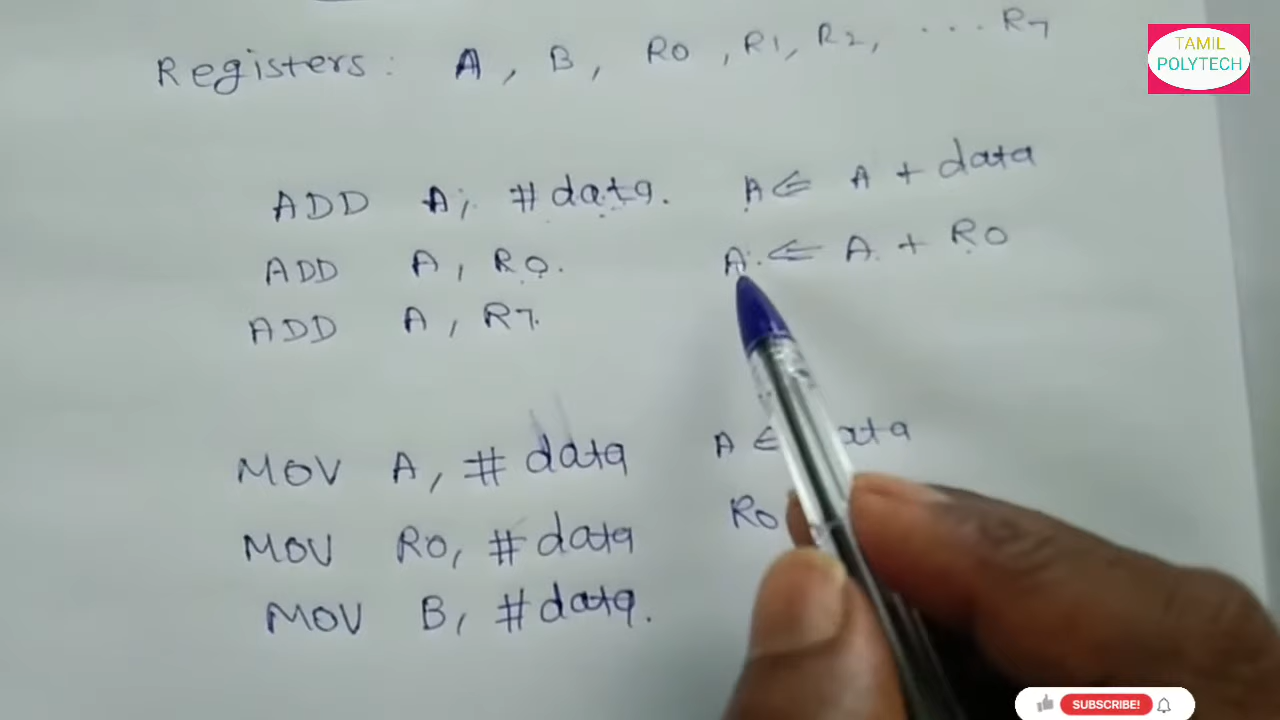 Registers: A, B, R0, R1, R2, ... R7
TAMIL
POLYTECH
ADD A, #data. A ⇐ A + data
ADD A, R0. A ⇐ A + R0
ADD A, R7.
MOV A, #data A ⇐
MOV R0, #data R0
MOV B, #data.
SUBSCRIBE!